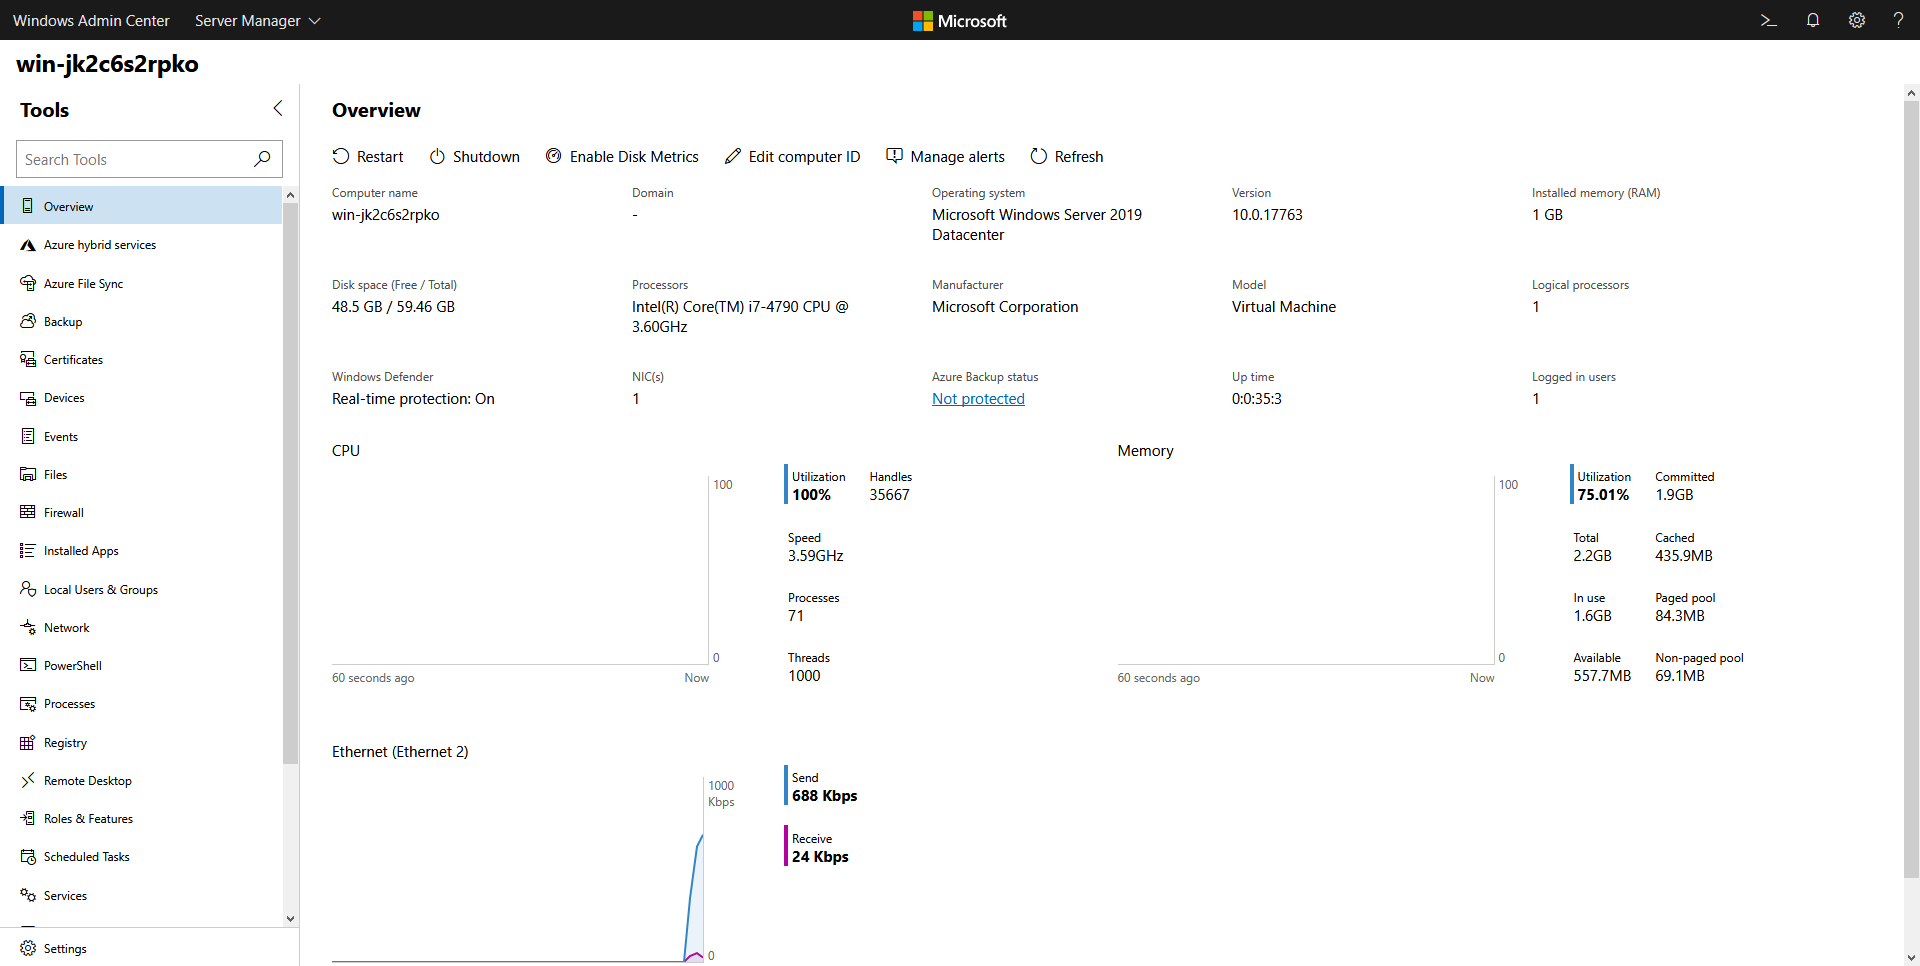 Windows Admin Center
Server Manager
Microsoft
win-jk2c6s2rpko
Tools
Search Tools
Overview
Azure hybrid services
Azure File Sync
Backup
Certificates
Devices
Events
Files
Firewall
Installed Apps
Local Users & Groups
Network
PowerShell
Processes
Registry
Remote Desktop
Roles & Features
Scheduled Tasks
Services
Settings
Overview
Restart
Shutdown
Enable Disk Metrics
Edit computer ID
Manage alerts
Refresh
Computer name
win-jk2c6s2rpko
Domain
-
Operating system
Microsoft Windows Server 2019
Datacenter
Version
10.0.17763
Installed memory (RAM)
1 GB
Disk space (Free / Total)
48.5 GB / 59.46 GB
Processors
Intel(R) Core(TM) i7-4790 CPU @
3.60GHz
Manufacturer
Microsoft Corporation
Model
Virtual Machine
Logical processors
1
Windows Defender
Real-time protection: On
NIC(s)
1
Azure Backup status
Not protected
Up time
0:0:35:3
Logged in users
1
CPU
100
0
60 seconds ago
Now
Utilization
100%
Handles
35667
Speed
3.59GHz
Processes
71
Threads
1000
Memory
100
0
60 seconds ago
Now
Utilization
75.01%
Committed
1.9GB
Total
2.2GB
Cached
435.9MB
In use
1.6GB
Paged pool
84.3MB
Available
557.7MB
Non-paged pool
69.1MB
Ethernet (Ethernet 2)
1000
Kbps
0
Send
688 Kbps
Receive
24 Kbps